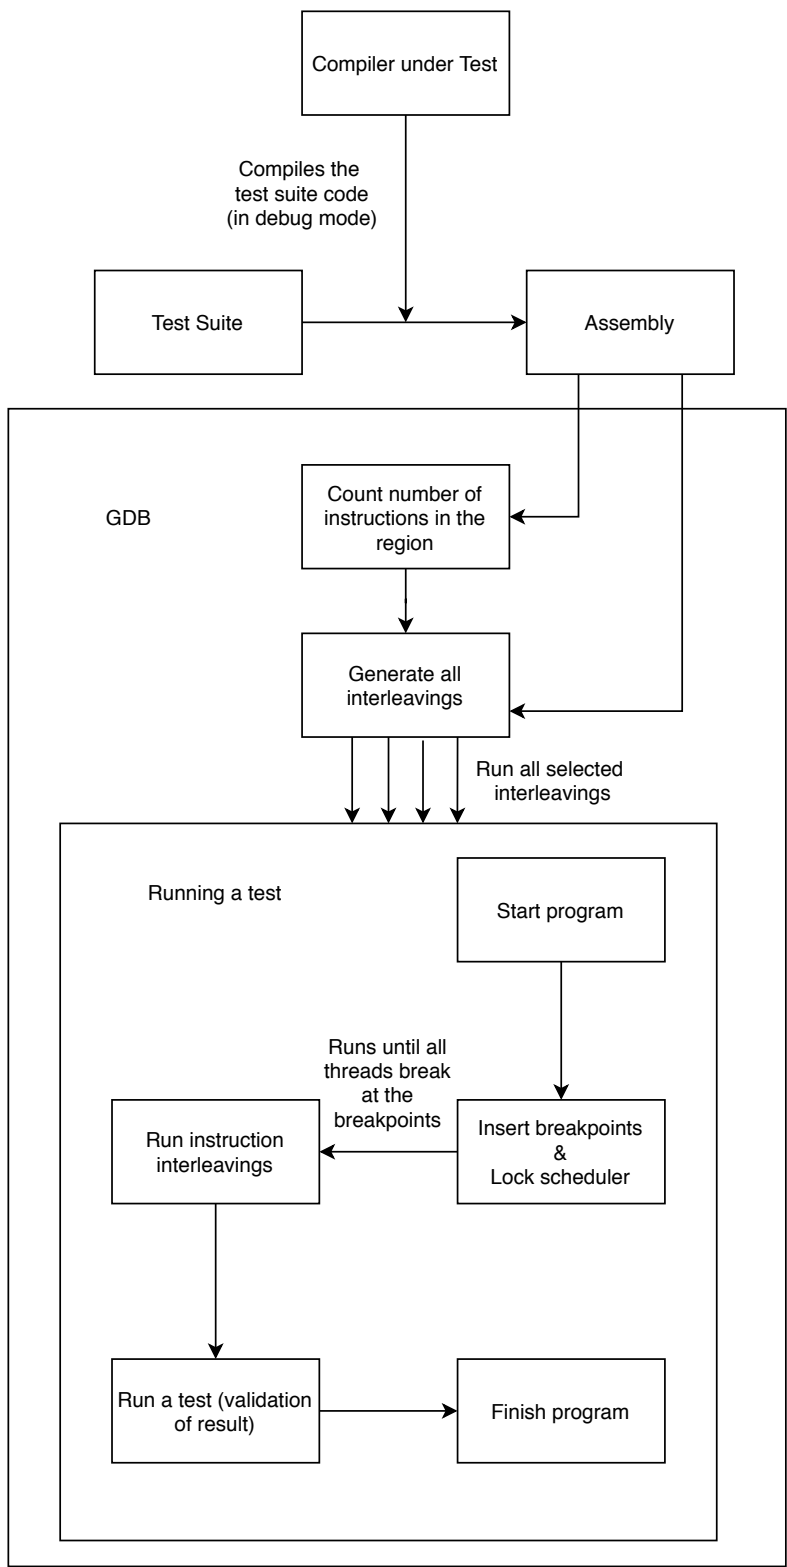 Compiler under Test
Compiles the
test suite code
(in debug mode)
Test Suite
Assembly
GDB
Count number of
instructions in the
region
Generate all
interleavings
Run all selected
interleavings
Running a test
Start program
Runs until all
threads break
at the
breakpoints
Run instruction
interleavings
Insert breakpoints
&
Lock scheduler
Run a test (validation
of result)
Finish program